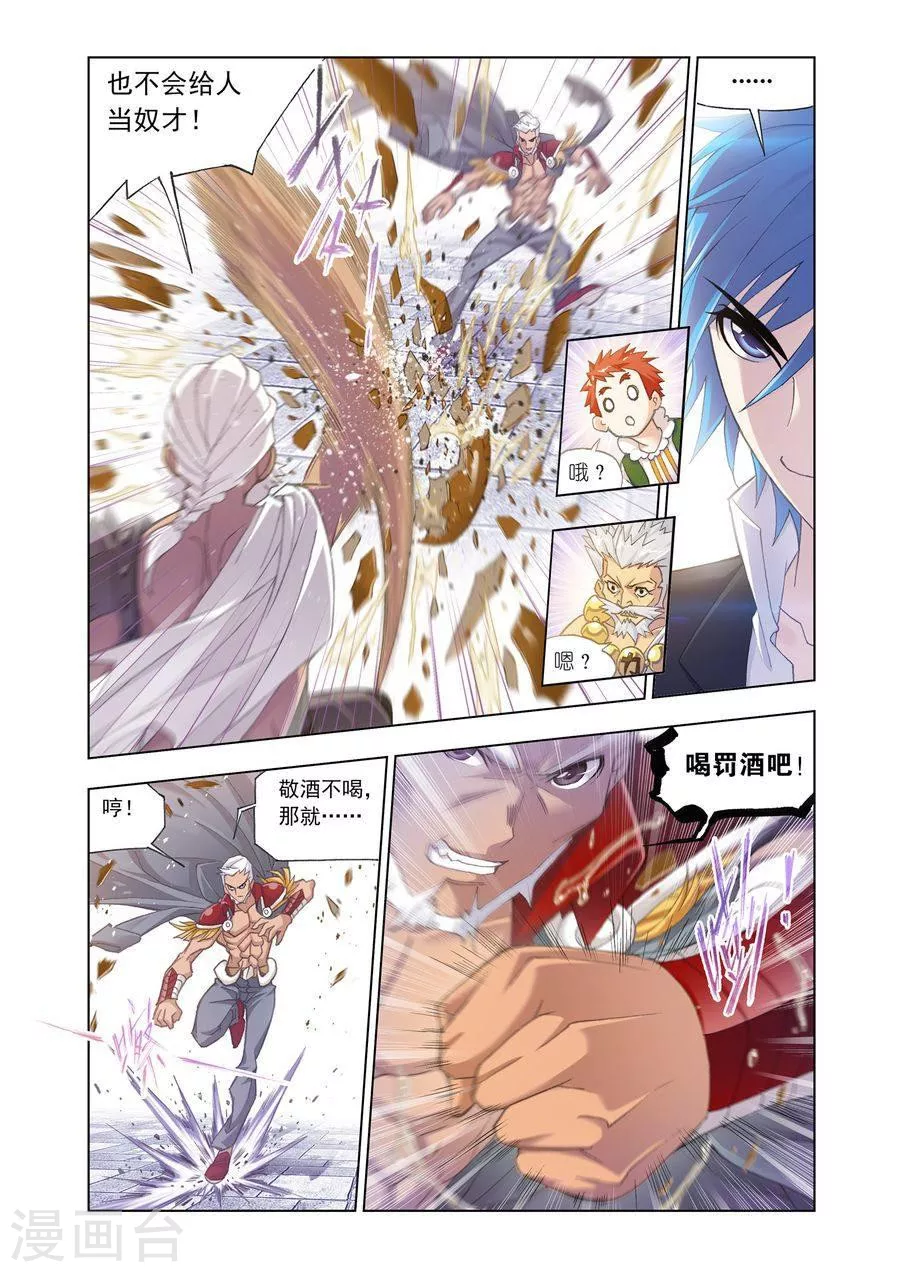 也不会给人
当奴才！
……
哦？
嗯？
力
哼！
敬酒不喝，
那就……
喝罚酒吧！
漫画台